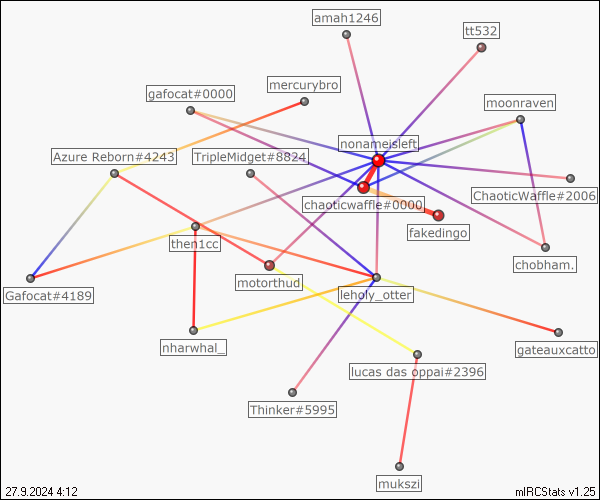 amah1246
tt532
mercurybro
gafocat#0000
moonraven
nonameisleft
Azure Reborn#4243
TripleMidget#8824
ChaoticWaffle#2006
chaoticwaffle#0000
fakedingo
then1cc
chobham.
motorthud
leholy_otter
Gafocat#4189
nharwhal_
gateauxcatto
lucas das oppai#2396
Thinker#5995
mukszi
27.9.2024 4:12
mIRCStats v1.25